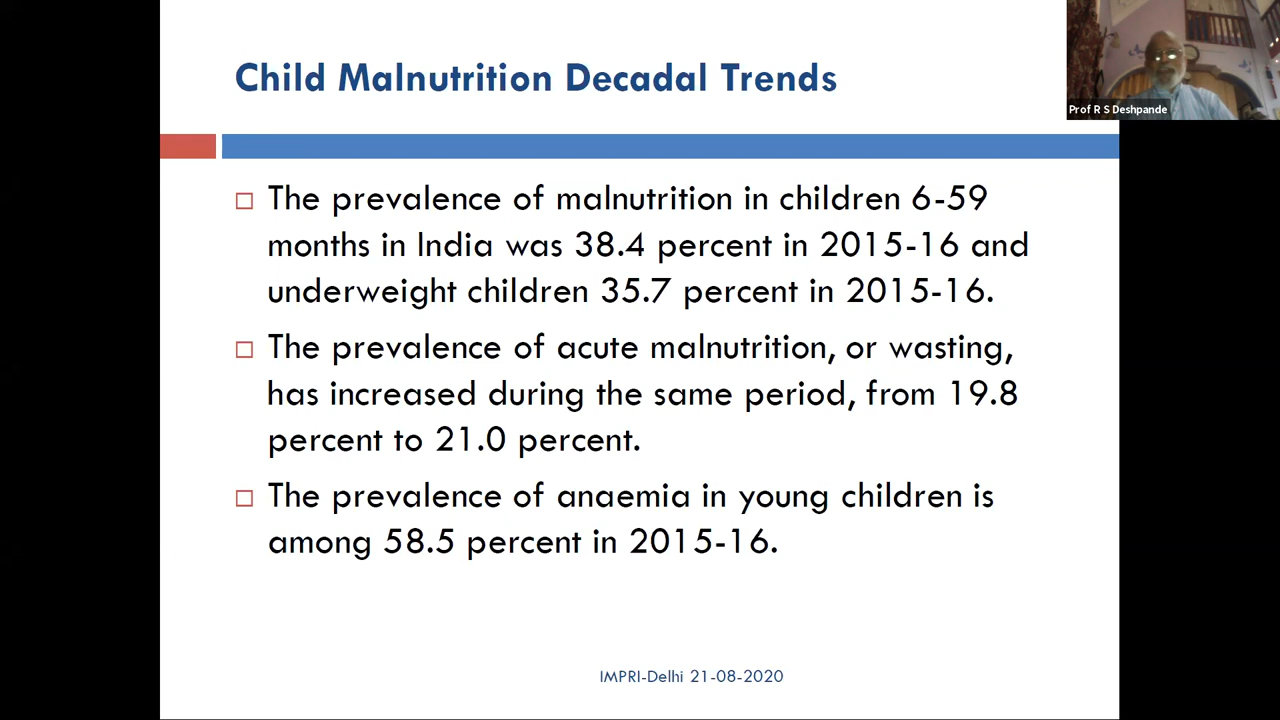 Child Malnutrition Decadal Trends
Prof R S Deshpande
The prevalence of malnutrition in children 6-59
months in India was 38.4 percent in 2015-16 and
underweight children 35.7 percent in 2015-16.
The prevalence of acute malnutrition, or wasting,
has increased during the same period, from 19.8
percent to 21.0 percent.
The prevalence of anaemia in young children is
among 58.5 percent in 2015-16.
IMPRI-Delhi 21-08-2020